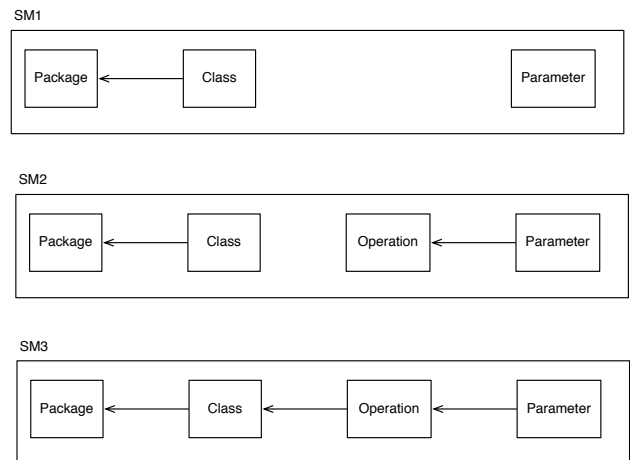 SM1
Package Class Parameter
SM2
Package Class Operation Parameter
SM3
Package Class Operation Parameter